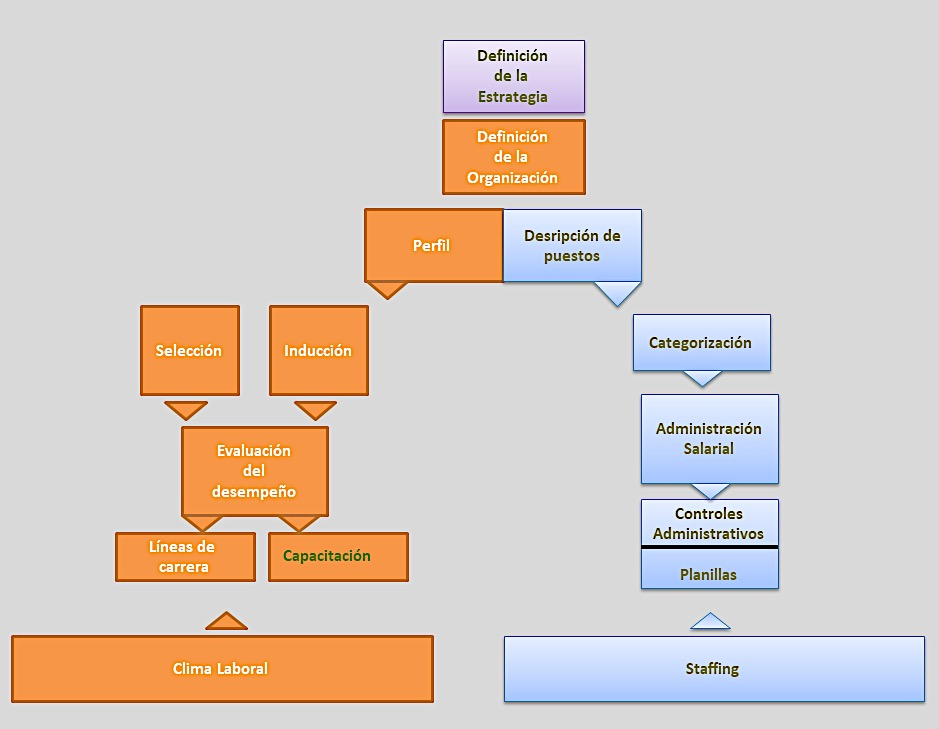 Definición
de la
Estrategia
Definición
de la
Organización
Perfil
Desripción de
puestos
Selección
Inducción
Categorización
Evaluación
del
desempeño
Administración
Salarial
Líneas de
carrera
Capacitación
Controles
Administrativos
Planillas
Clima Laboral
Staffing